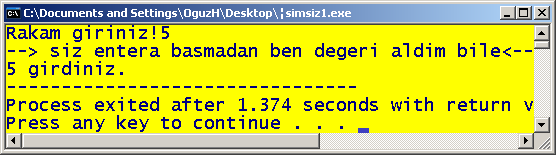 C:\Documents and Settings\OguzH\Desktop\¦simsiz1.exe
Rakam giriniz!5
--> siz entera basmadan ben degeri aldim bile<--
5 girdiniz.
--------------------------------
Process exited after 1.374 seconds with return v
Press any key to continue . . .